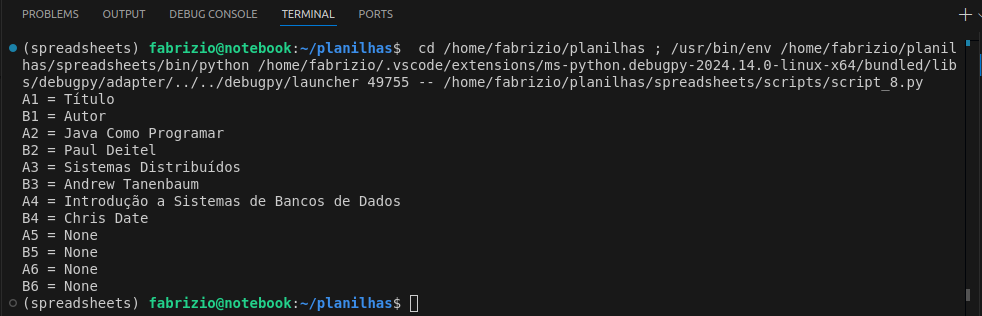 PROBLEMS OUTPUT DEBUG CONSOLE TERMINAL PORTS
(spreadsheets) fabrizio@notebook:~/planilhas$  cd /home/fabrizio/planilhas ; /usr/bin/env /home/fabrizio/planil
has/spreadsheets/bin/python /home/fabrizio/.vscode/extensions/ms-python.debugpy-2024.14.0-linux-x64/bundled/lib
s/debugpy/adapter/../../debugpy/launcher 49755 -- /home/fabrizio/planilhas/spreadsheets/scripts/script_8.py
A1 = Título
B1 = Autor
A2 = Java Como Programar
B2 = Paul Deitel
A3 = Sistemas Distribuídos
B3 = Andrew Tanenbaum
A4 = Introdução a Sistemas de Bancos de Dados
B4 = Chris Date
A5 = None
B5 = None
A6 = None
B6 = None
(spreadsheets) fabrizio@notebook:~/planilhas$